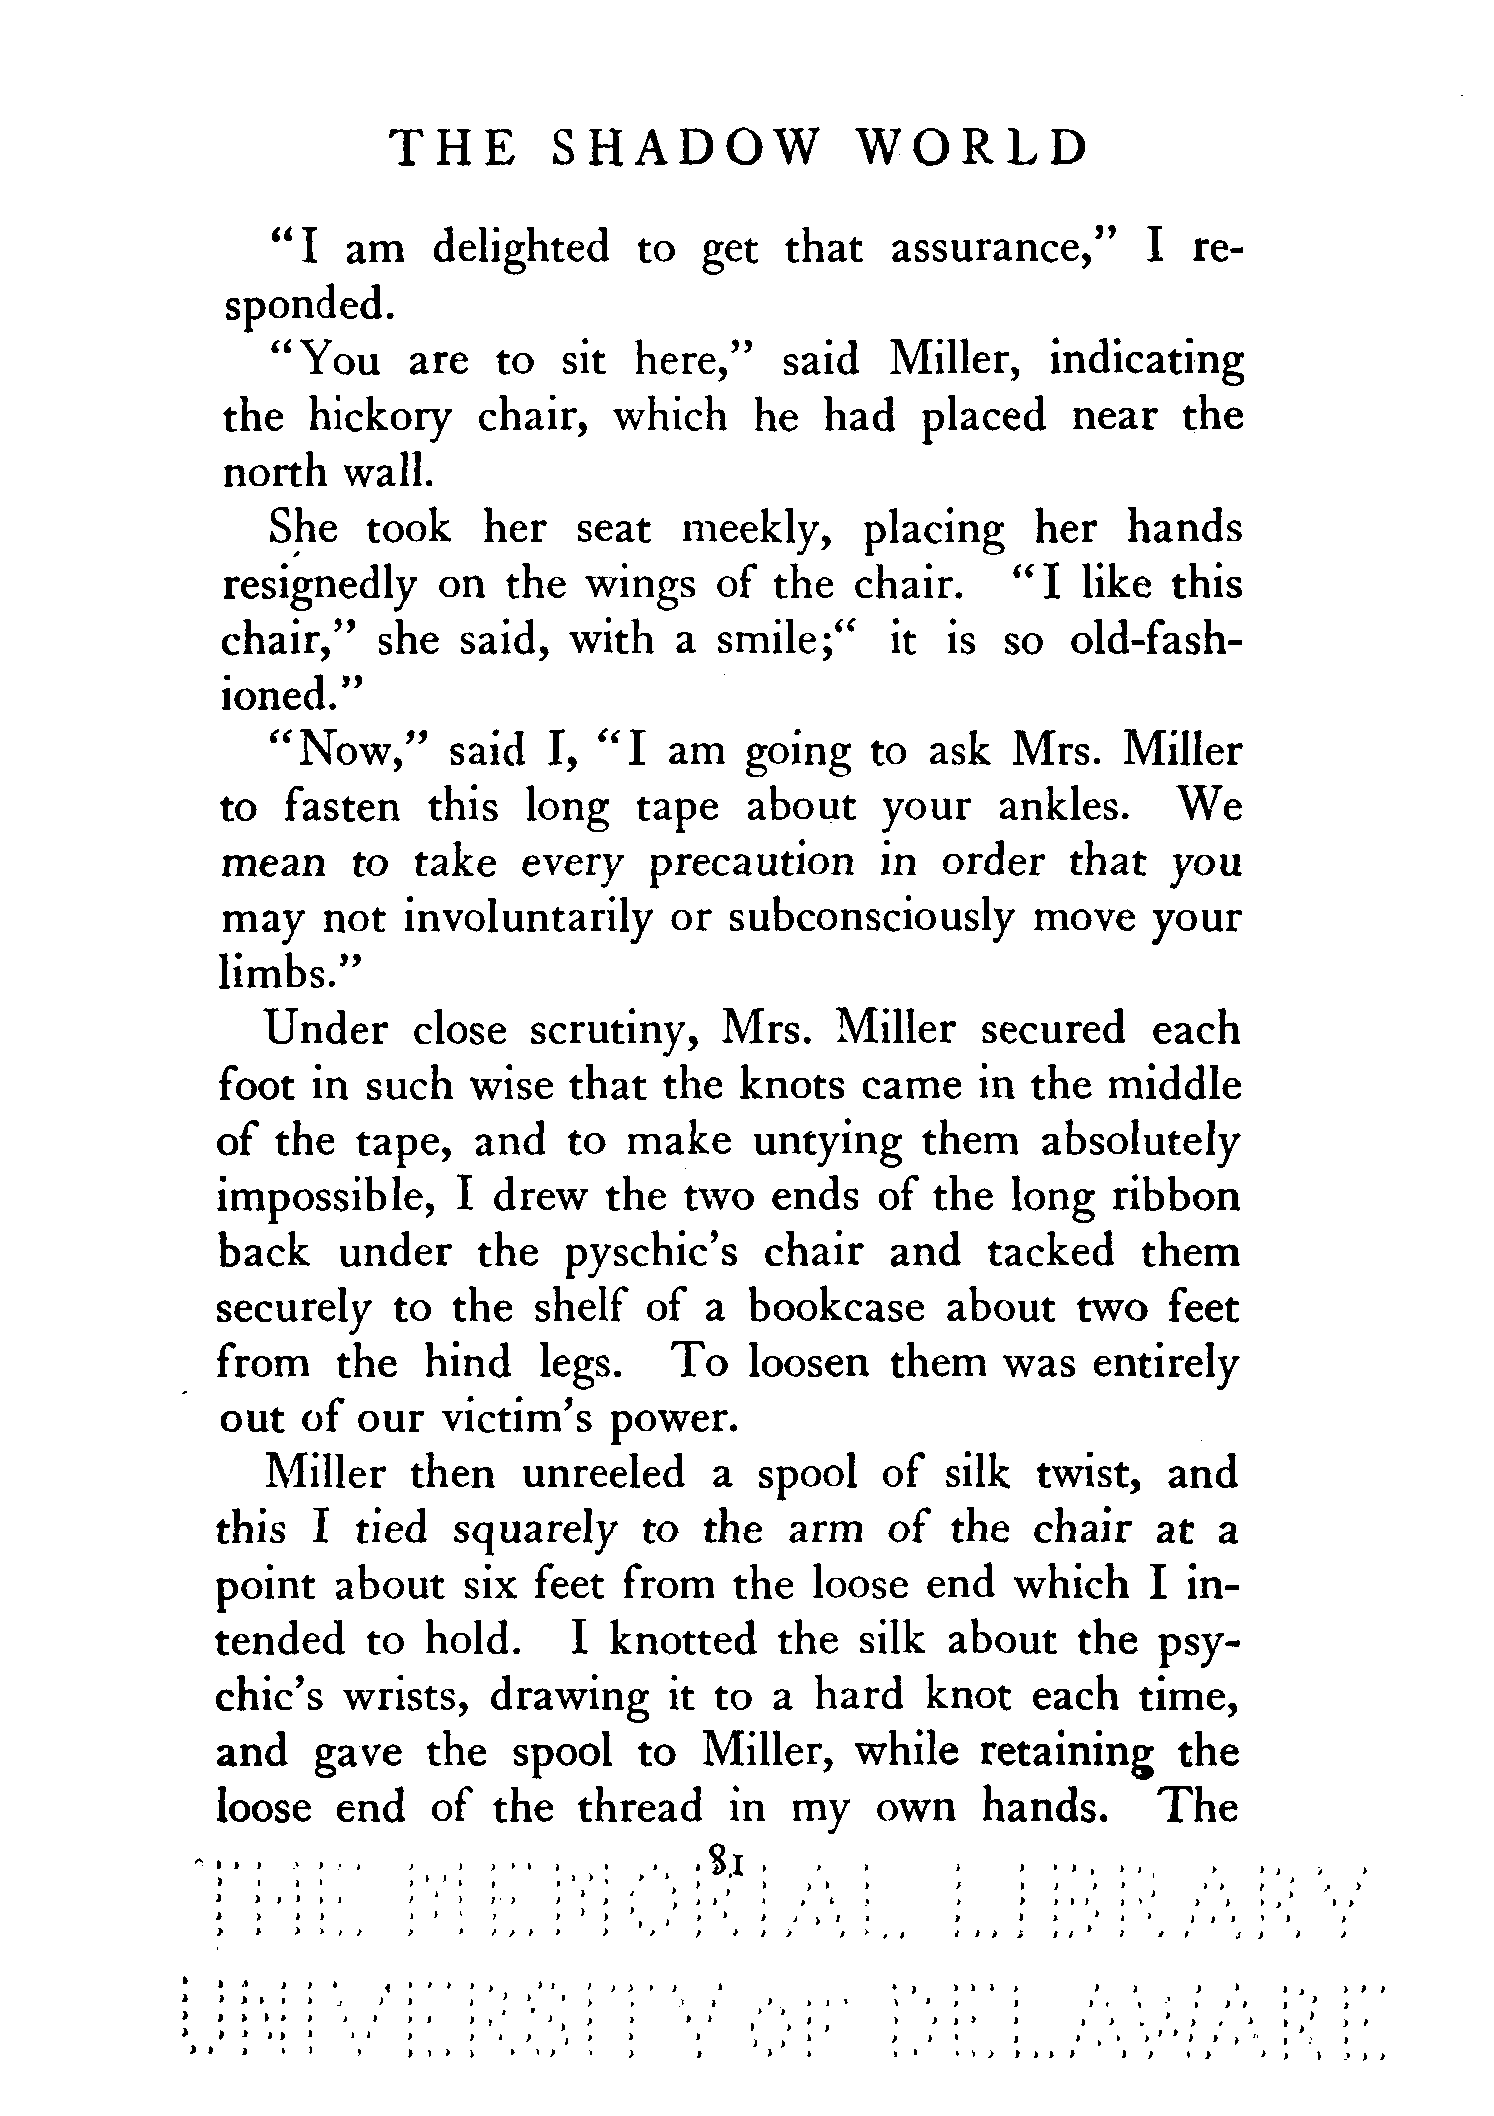 THE SHADOW WORLD
“I am delighted to get that assurance,” I re-
sponded.
“You are to sit here,” said Miller, indicating
the hickory chair, which he had placed near the
north wall.
She took her seat meekly, placing her hands
resignedly on the wings of the chair. “I like this
chair,” she said, with a smile;“ it is so old-fash-
ioned.”
“Now,” said I, “I am going to ask Mrs. Miller
to fasten this long tape about your ankles. We
mean to take every precaution in order that you
may not involuntarily or subconsciously move your
limbs.”
Under close scrutiny, Mrs. Miller secured each
foot in such wise that the knots came in the middle
of the tape, and to make untying them absolutely
impossible, I drew the two ends of the long ribbon
back under the pyschic’s chair and tacked them
securely to the shelf of a bookcase about two feet
from the hind legs. To loosen them was entirely
out of our victim’s power.
Miller then unreeled a spool of silk twist, and
this I tied squarely to the arm of the chair at a
point about six feet from the loose end which I in-
tended to hold. I knotted the silk about the psy-
chic’s wrists, drawing it to a hard knot each time,
and gave the spool to Miller, while retaining the
loose end of the thread in my own hands. The
81
THE MEMORIAL LIBRARY
UNIVERSITY OF DELAWARE